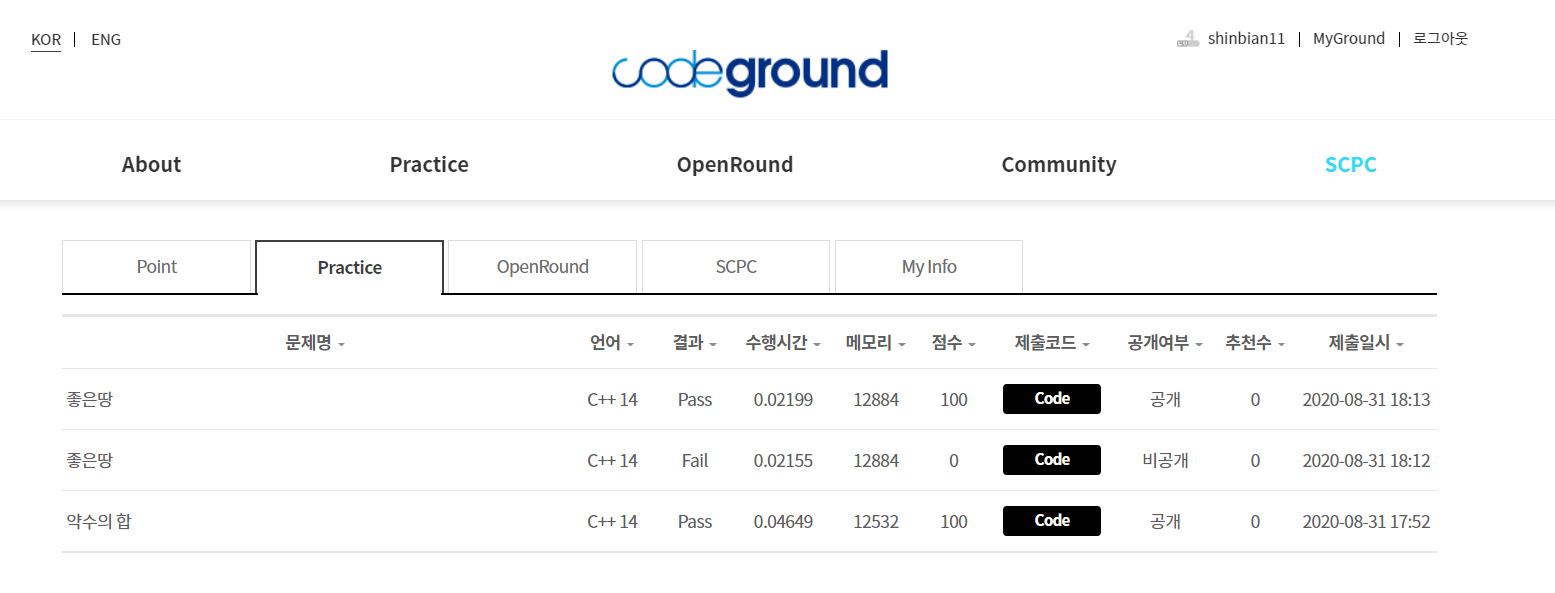 KOR | ENG
LV 4 shinbian11 | MyGround | 로그아웃
codeground
About Practice OpenRound Community SCPC
Point Practice OpenRound SCPC My Info
문제명 언어 결과 수행시간 메모리 점수 제출코드 공개여부 추천수 제출일시
좋은땅 C++ 14 Pass 0.02199 12884 100 Code 공개 0 2020-08-31 18:13
좋은땅 C++ 14 Fail 0.02155 12884 0 Code 비공개 0 2020-08-31 18:12
약수의 합 C++ 14 Pass 0.04649 12532 100 Code 공개 0 2020-08-31 17:52